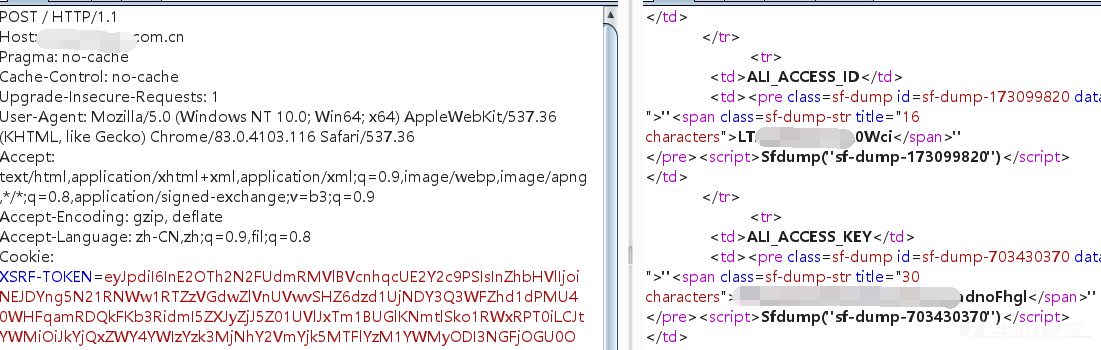 POST / HTTP/1.1
Host: com.cn
Pragma: no-cache
Cache-Control: no-cache
Upgrade-Insecure-Requests: 1
User-Agent: Mozilla/5.0 (Windows NT 10.0; Win64; x64) AppleWebKit/537.36
(KHTML, like Gecko) Chrome/83.0.4103.116 Safari/537.36
Accept:
text/html,application/xhtml+xml,application/xml;q=0.9,image/webp,image/apng
,*/*;q=0.8,application/signed-exchange;v=b3;q=0.9
Accept-Encoding: gzip, deflate
Accept-Language: zh-CN,zh;q=0.9,fil;q=0.8
Cookie:
XSRF-TOKEN=eyJpdiI6InE2OTh2N2FUdmRMVlBVcnhqcUE2Y2c9PSIsInZhbHVlIjoi
NEJDYng5N21RNWw1RTZzVGdwZlVnUVwvSHZ6dzd1UjNDY3Q3WFZhd1dPMU4
0WHFqamRDQkFKb3RidmI5ZXJyZjJ5Z01UVlJxTm1BUGlKNmtlSko1RWxRPT0iLCJt
YWMiOiJkYjQxZWY4YWIzYzk3MjNhY2VmYjk5MTFlYzM1YWMyODI3NGFjOGU0O
</td>
</tr>
<tr>
<td>ALI_ACCESS_ID</td>
<td><pre class=sf-dump id=sf-dump-173099820 data
">"<span class=sf-dump-str title="16
characters">LT 0Wci</span>"
</pre><script>Sfdump("sf-dump-173099820")</script>
</td>
</tr>
<tr>
<td>ALI_ACCESS_KEY</td>
<td><pre class=sf-dump id=sf-dump-703430370 data
">"<span class=sf-dump-str title="30
characters"> adnoFhgl</span>"
</pre><script>Sfdump("sf-dump-703430370")</script>
</td>